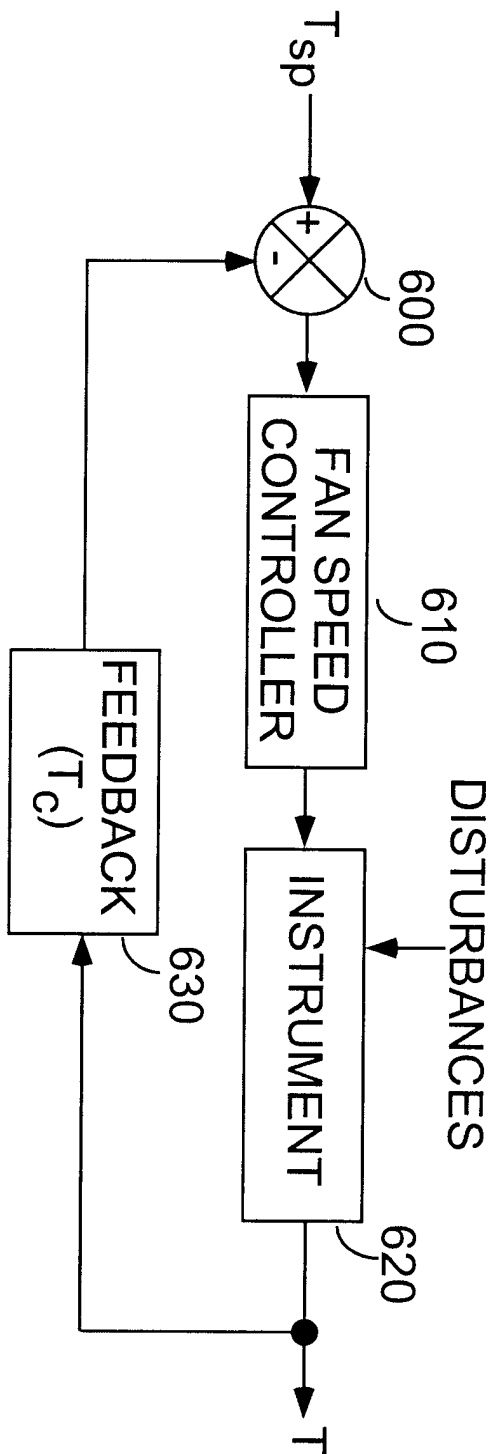 T_sp
+
-
600
FAN SPEED
CONTROLLER
610
DISTURBANCES
INSTRUMENT
620
T
FEEDBACK
(T_c)
630